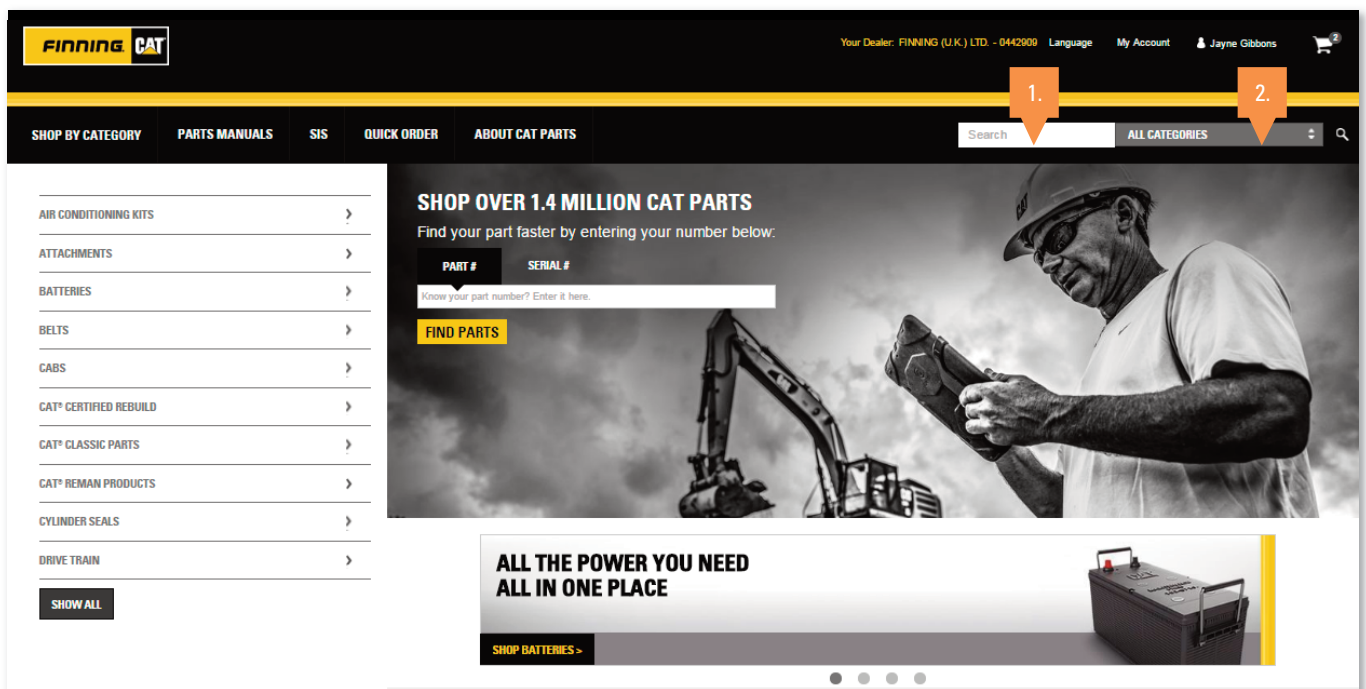 FINNING CAT
Your Dealer: FINNING (U.K.) LTD. - 0442909 Language My Account Jayne Gibbons 2
1. 2.
SHOP BY CATEGORY PARTS MANUALS SIS QUICK ORDER ABOUT CAT PARTS Search ALL CATEGORIES
AIR CONDITIONING KITS
ATTACHMENTS
BATTERIES
BELTS
CABS
CAT® CERTIFIED REBUILD
CAT® CLASSIC PARTS
CAT® REMAN PRODUCTS
CYLINDER SEALS
DRIVE TRAIN
SHOW ALL
SHOP OVER 1.4 MILLION CAT PARTS
Find your part faster by entering your number below:
PART # SERIAL #
Know your part number? Enter it here.
FIND PARTS
CAT
ALL THE POWER YOU NEED
ALL IN ONE PLACE
SHOP BATTERIES >
CAT